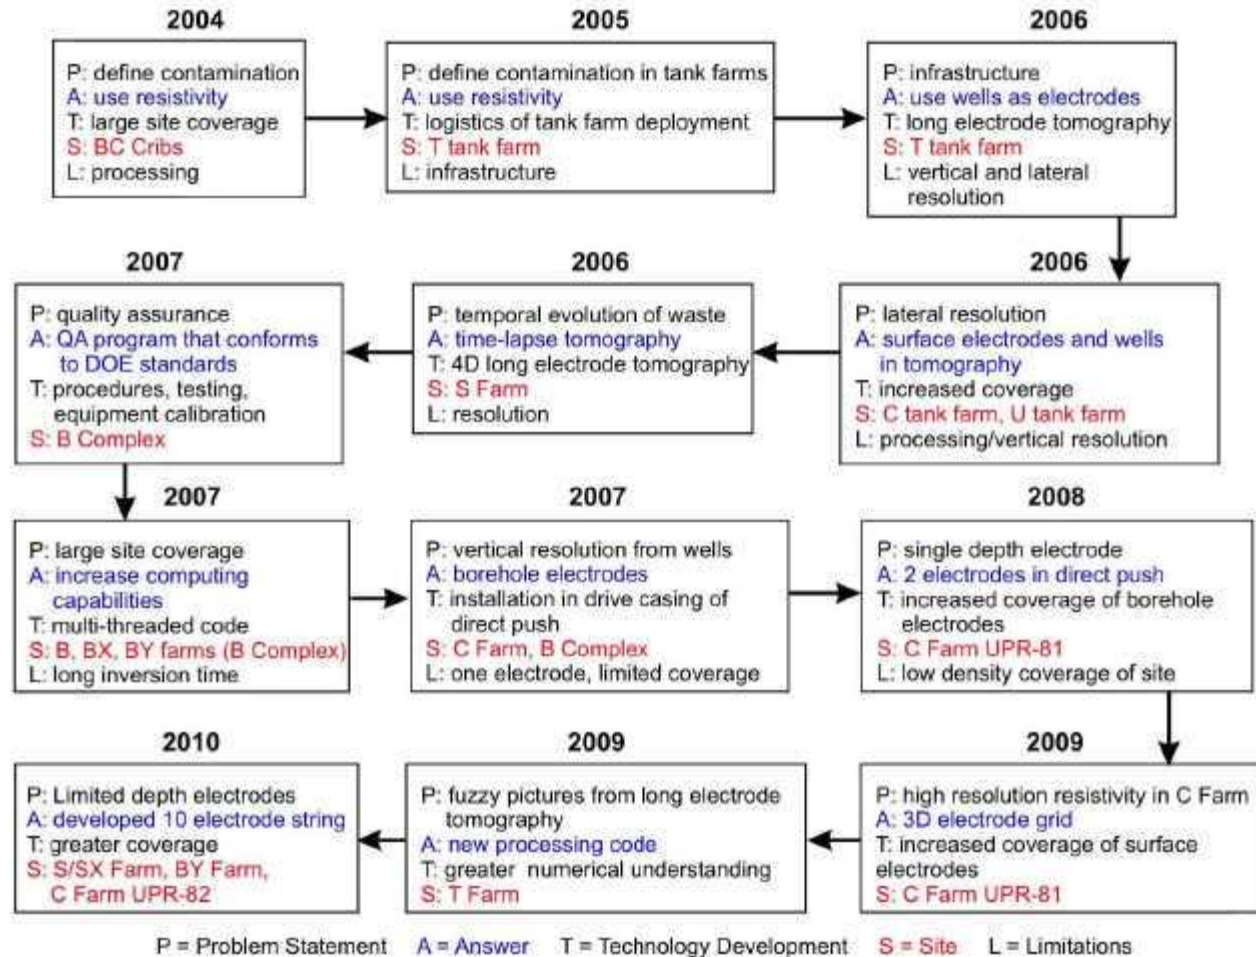 2004
P: define contamination
A: use resistivity
T: large site coverage
S: BC Cribs
L: processing
2005
P: define contamination in tank farms
A: use resistivity
T: logistics of tank farm deployment
S: T tank farm
L: infrastructure
2006
P: infrastructure
A: use wells as electrodes
T: long electrode tomography
S: T tank farm
L: vertical and lateral
resolution
2006
P: lateral resolution
A: surface electrodes and wells
in tomography
T: increased coverage
S: C tank farm, U tank farm
L: processing/vertical resolution
2006
P: temporal evolution of waste
A: time-lapse tomography
T: 4D long electrode tomography
S: S Farm
L: resolution
2007
P: quality assurance
A: QA program that conforms
to DOE standards
T: procedures, testing,
equipment calibration
S: B Complex
2007
P: large site coverage
A: increase computing
capabilities
T: multi-threaded code
S: B, BX, BY farms (B Complex)
L: long inversion time
2007
P: vertical resolution from wells
A: borehole electrodes
T: installation in drive casing of
direct push
S: C Farm, B Complex
L: one electrode, limited coverage
2008
P: single depth electrode
A: 2 electrodes in direct push
T: increased coverage of borehole
electrodes
S: C Farm UPR-81
L: low density coverage of site
2009
P: high resolution resistivity in C Farm
A: 3D electrode grid
T: increased coverage of surface
electrodes
S: C Farm UPR-81
2009
P: fuzzy pictures from long electrode
tomography
A: new processing code
T: greater numerical understanding
S: T Farm
2010
P: Limited depth electrodes
A: developed 10 electrode string
T: greater coverage
S: S/SX Farm, BY Farm,
C Farm UPR-82
P = Problem Statement A = Answer T = Technology Development S = Site L = Limitations